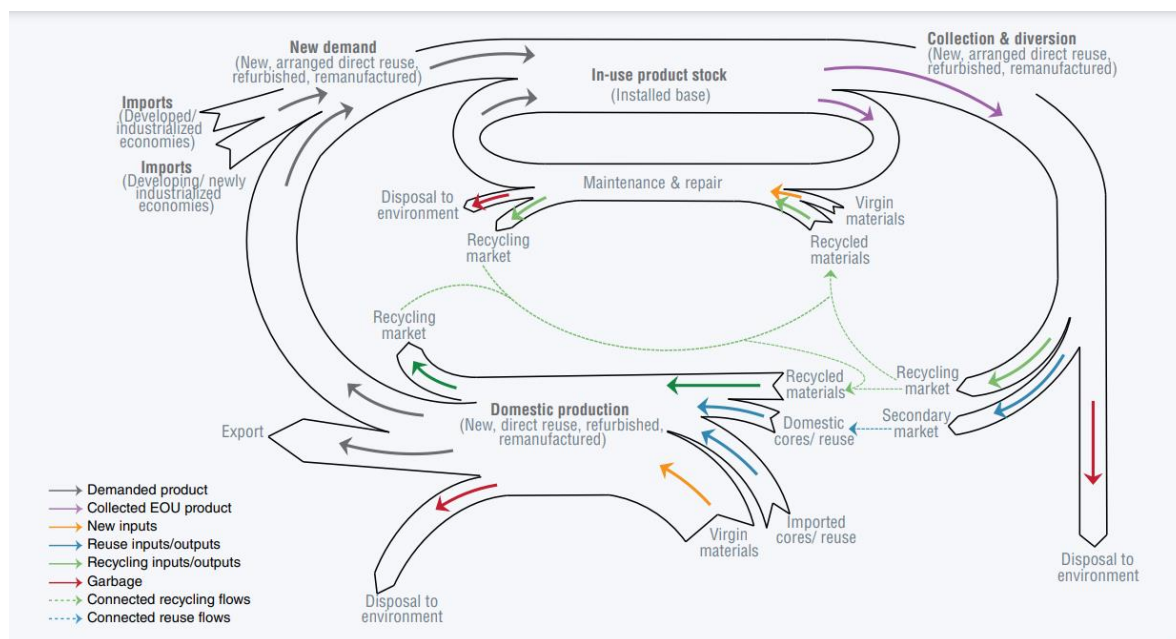 New demand
(New, arranged direct reuse,
refurbished, remanufactured)
Collection & diversion
(New, arranged direct reuse,
refurbished, remanufactured)
In-use product stock
(Installed base)
Imports
(Developed/
industrialized
economies)
Imports
(Developing/ newly
industrialized
economies)
Maintenance & repair
Disposal to
environment
Virgin
materials
Recycling
market
Recycled
materials
Recycling
market
Recycled
materials
Recycling
market
Domestic production
(New, direct reuse, refurbished,
remanufactured)
Domestic
cores/ reuse
Secondary
market
Export
Demanded product
Collected EOU product
New inputs
Reuse inputs/outputs
Recycling inputs/outputs
Garbage
Connected recycling flows
Connected reuse flows
Virgin
materials
Imported
cores/ reuse
Disposal to
environment
Disposal to
environment